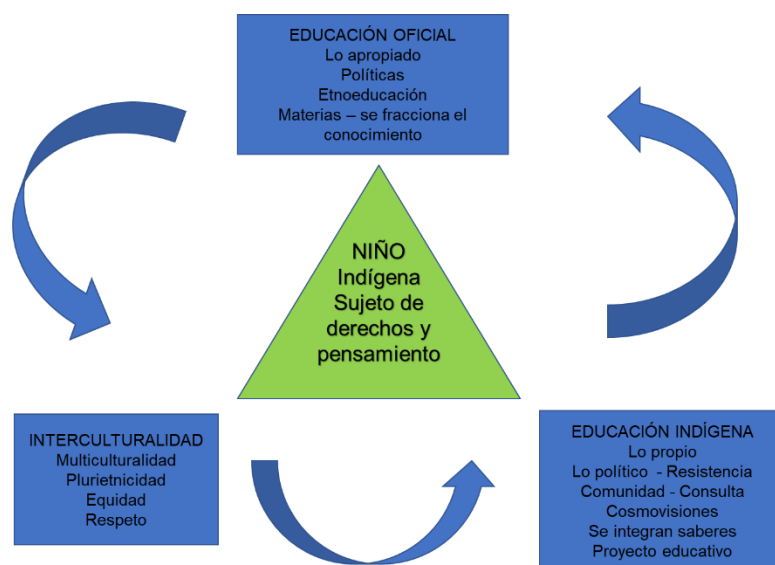 EDUCACIÓN OFICIAL
Lo apropiado
Políticas
Etnoeducación
Materias – se fracciona el
conocimiento
NIÑO
Indígena
Sujeto de
derechos y
pensamiento
INTERCULTURALIDAD
Multiculturalidad
Plurietnicidad
Equidad
Respeto
EDUCACIÓN INDÍGENA
Lo propio
Lo político - Resistencia
Comunidad - Consulta
Cosmovisiones
Se integran saberes
Proyecto educativo